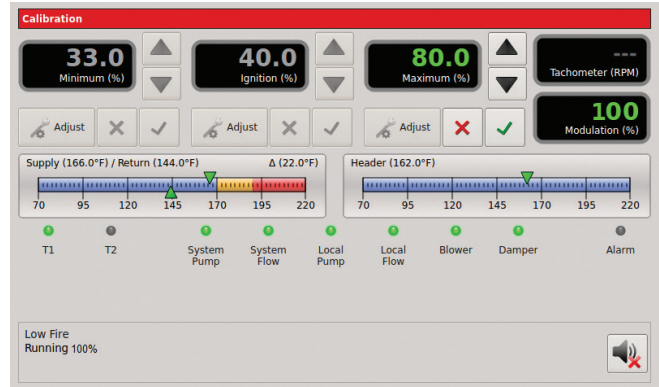 Calibration
33.0
Minimum (%)
40.0
Ignition (%)
80.0
Maximum (%)
---
Tachometer (RPM)
Adjust
Adjust
Adjust
100
Modulation (%)
Supply (166.0°F) / Return (144.0°F) Δ (22.0°F)
70 95 120 145 170 195 220
Header (162.0°F)
70 95 120 145 170 195 220
T1 T2 System Pump System Flow Local Pump Local Flow Blower Damper Alarm
Low Fire
Running 100%